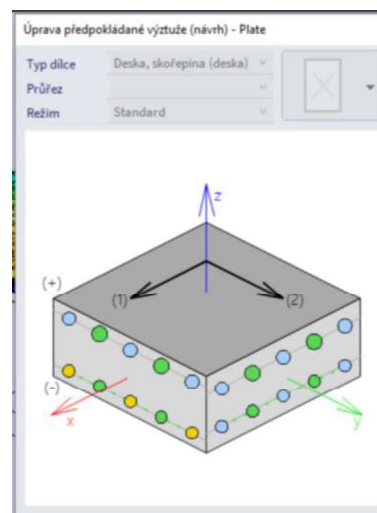 Úprava předpokládané výztuže (návrh) - Plate
Typ dílce Deska, skořepina (deska)
Průřez
Režim Standard
z
(+)
(1) (2)
(-)
x y